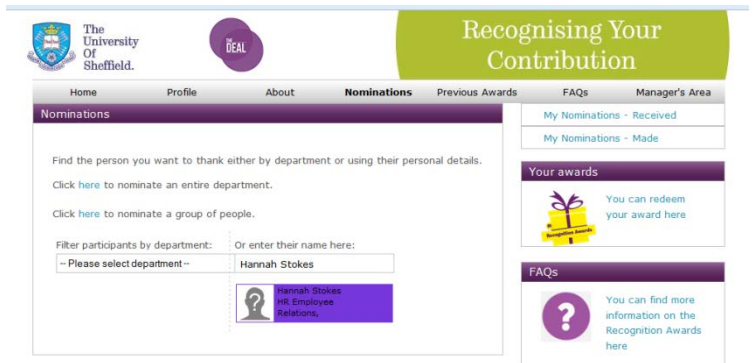 The
University
Of
Sheffield.
THE
DEAL
Recognising Your
Contribution
Home Profile About Nominations Previous Awards FAQs Manager's Area
Nominations
Find the person you want to thank either by department or using their personal details.
Click here to nominate an entire department.
Click here to nominate a group of people.
Filter participants by department:
-- Please select department --
Or enter their name here:
Hannah Stokes
Hannah Stokes
HR Employee
Relations,
My Nominations - Received
My Nominations - Made
Your awards
Recognition Awards
You can redeem
your award here
FAQs
?
You can find more
information on the
Recognition Awards
here